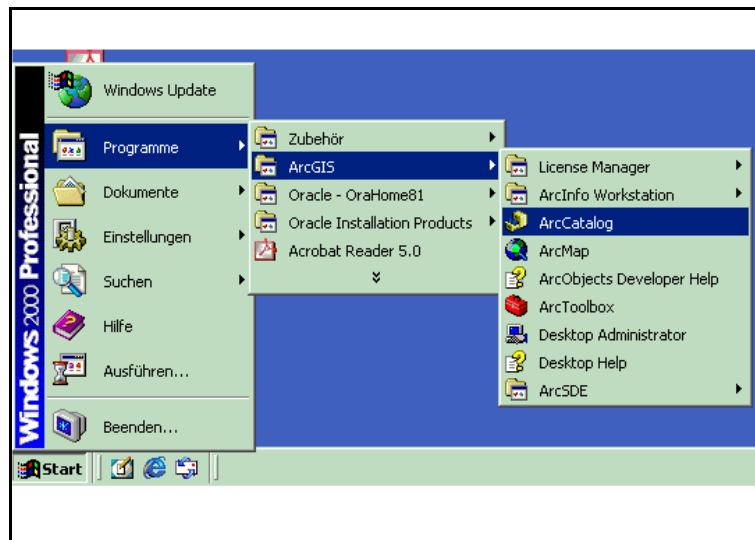 Windows 2000 Professional
Windows Update
Programme
Dokumente
Einstellungen
Suchen
Hilfe
Ausführen...
Beenden...
Start
Zubehör
ArcGIS
Oracle - OraHome81
Oracle Installation Products
Acrobat Reader 5.0
License Manager
ArcInfo Workstation
ArcCatalog
ArcMap
ArcObjects Developer Help
ArcToolbox
Desktop Administrator
Desktop Help
ArcSDE